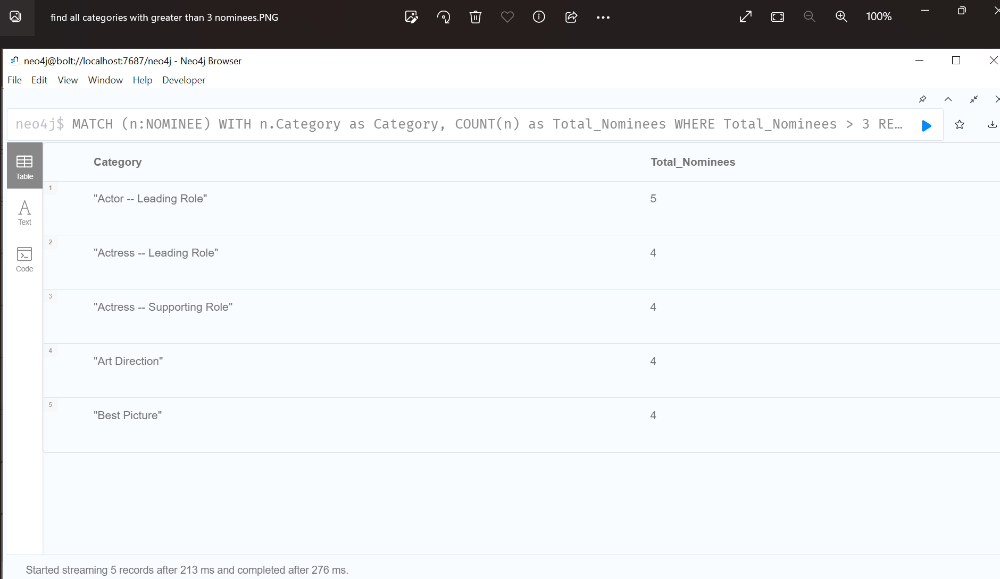 find all categories with greater than 3 nominees.PNG
100%
neo4j@bolt://localhost:7687/neo4j - Neo4j Browser
File Edit View Window Help Developer
neo4j$ MATCH (n:NOMINEE) WITH n.Category as Category, COUNT(n) as Total_Nominees WHERE Total_Nominees > 3 RE…
Table
Text
Code
Category Total_Nominees
1 "Actor -- Leading Role" 5
2 "Actress -- Leading Role" 4
3 "Actress -- Supporting Role" 4
4 "Art Direction" 4
5 "Best Picture" 4
Started streaming 5 records after 213 ms and completed after 276 ms.